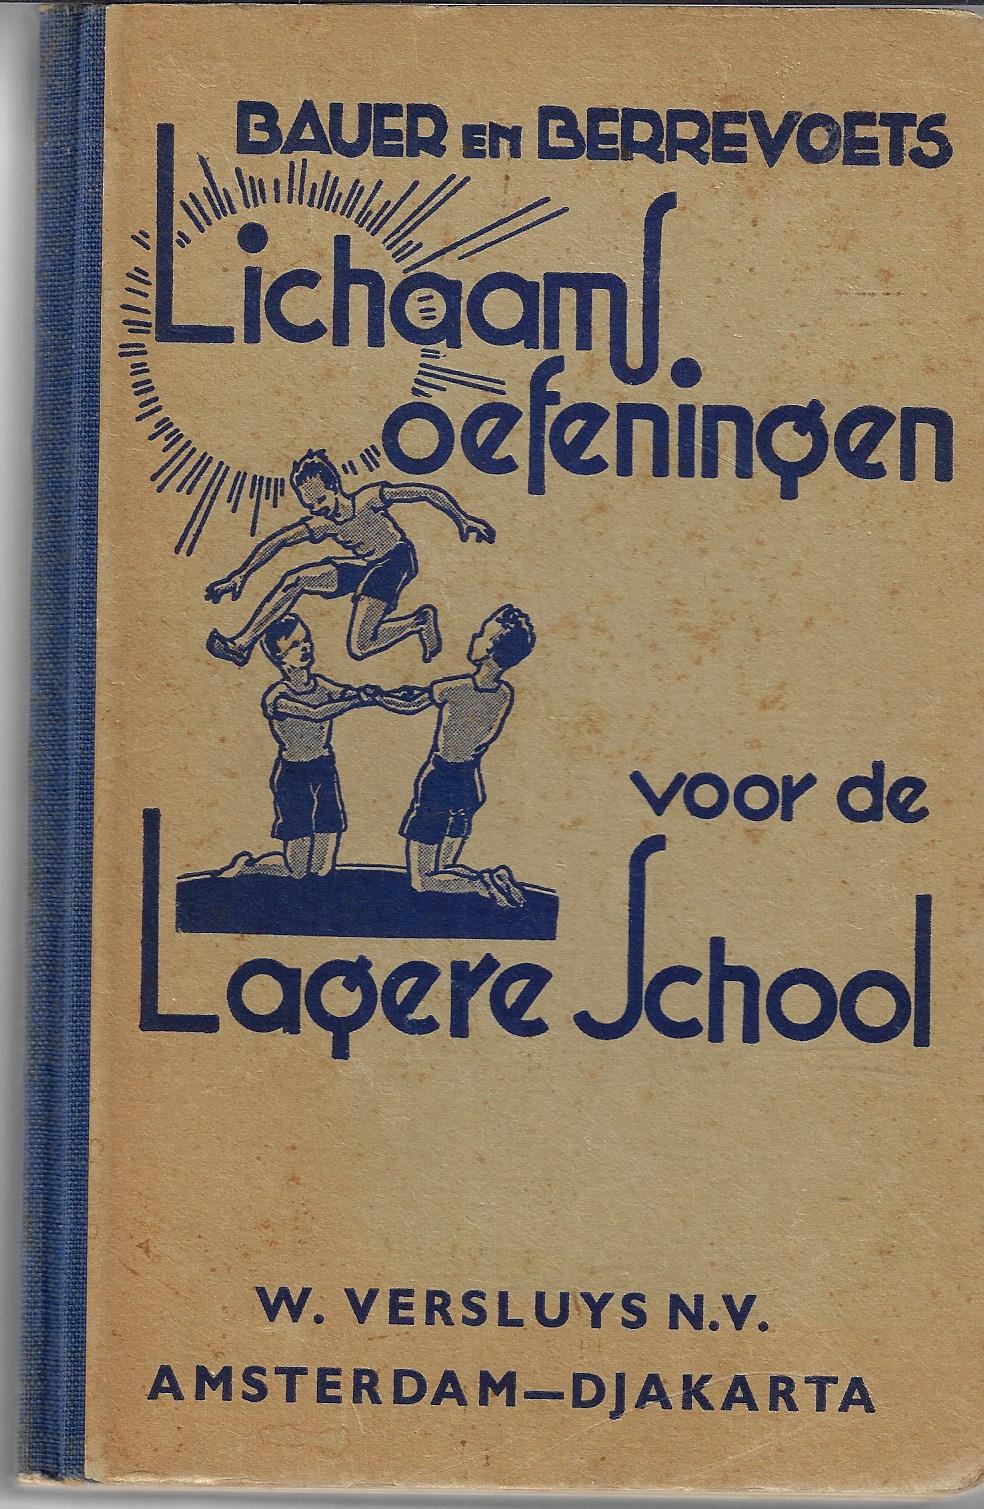 BAUER EN BERREVOETS
Lichaams
oefeningen
voor de
Lagere School
W. VERSLUYS N.V.
AMSTERDAM—DJAKARTA